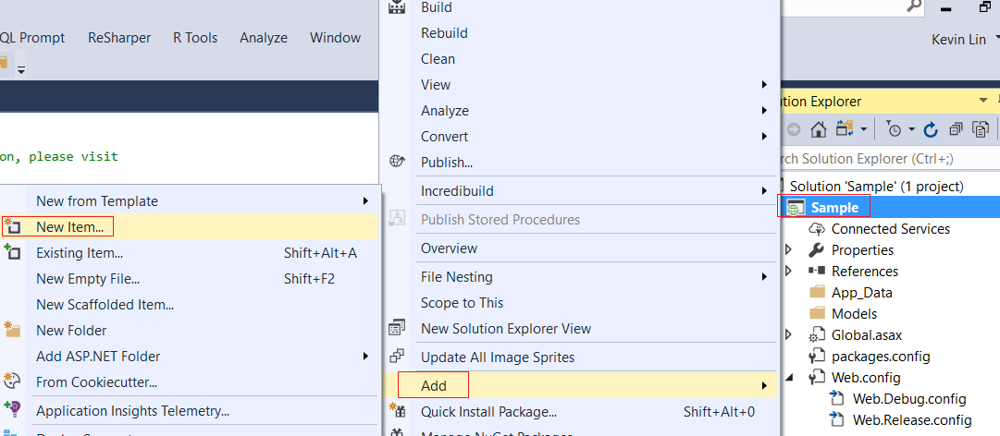 QL Prompt
ReSharper
R Tools
Analyze
Window
Kevin Lin
on, please visit
New from Template
New Item...
Existing Item... Shift+Alt+A
New Empty File... Shift+F2
New Scaffolded Item...
New Folder
Add ASP.NET Folder
From Cookiecutter...
Application Insights Telemetry...
Build
Rebuild
Clean
View
Analyze
Convert
Publish...
Incredibuild
Publish Stored Procedures
Overview
File Nesting
Scope to This
New Solution Explorer View
Update All Image Sprites
Add
Quick Install Package... Shift+Alt+0
ution Explorer
rch Solution Explorer (Ctrl+;)
Solution 'Sample' (1 project)
Sample
Connected Services
Properties
References
App_Data
Models
Global.asax
packages.config
Web.config
Web.Debug.config
Web.Release.config